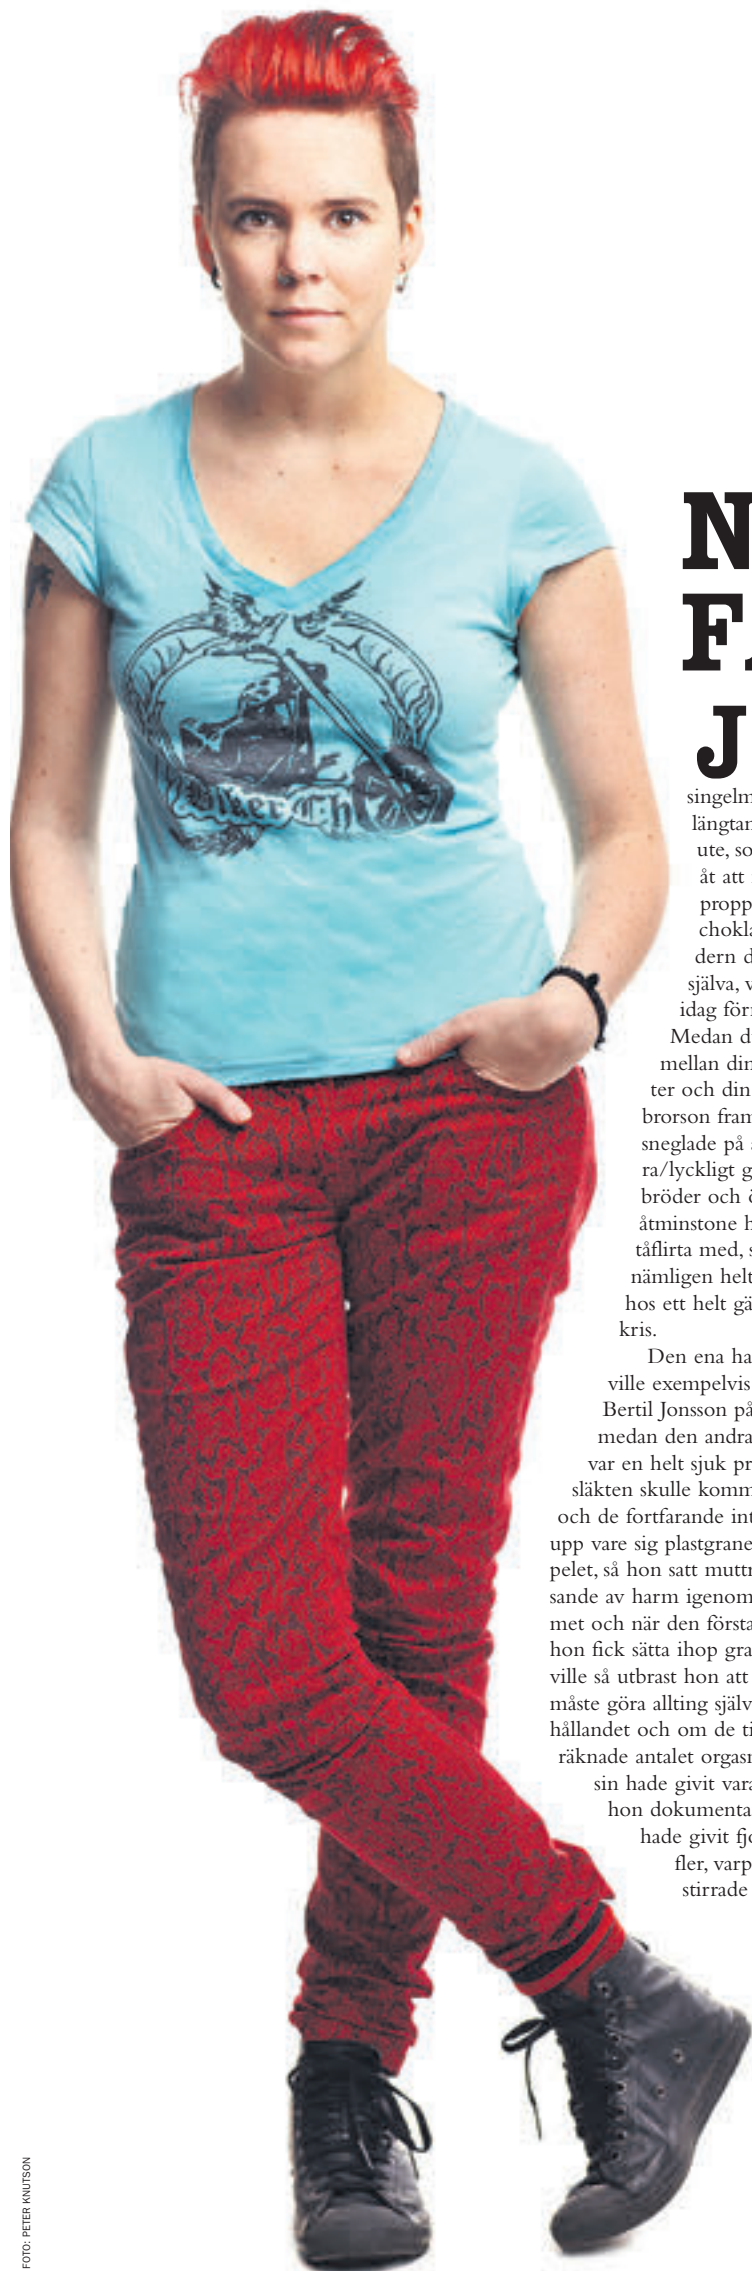 N
FA
J
singelm
längtan
ute, so
åt att
propp
chokla
dern d
själva, v
idag förr
Medan d
mellan din
ter och din
brorson fram
sneglade på
ra/lyckligt g
bröder och ö
åtminstone h
tåflirta med, s
nämligen helt
hos ett helt gä
kris.
Den ena ha
ville exempelvis
Bertil Jonsson på
medan den andra
var en helt sjuk pr
släkten skulle komm
och de fortfarande int
upp vare sig plastgrane
pelet, så hon satt muttr
sande av harm igenom
met och när den första
hon fick sätta ihop gra
ville så utbrast hon att
måste göra allting själv
hållandet och om de ti
räknade antalet orgasm
sin hade givit vara
hon dokumenta
hade givit fjo
fler, varp
stirrade
Biker Ch
FOTO: PETER KNUTSON